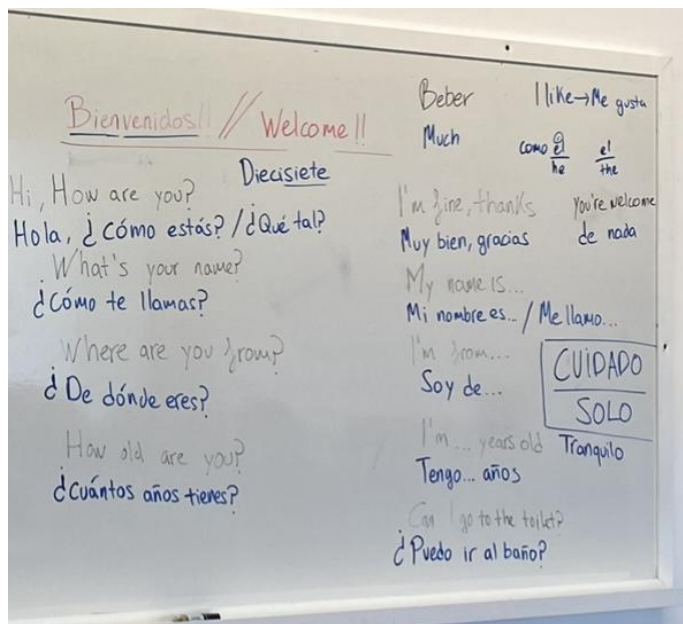 Bienvenidos!! // Welcome!!
Diecisiete
Hi, How are you?
Hola, ¿Cómo estás? / ¿Qué tal?
What's your name?
¿Cómo te llamas?
Where are you from?
¿De dónde eres?
How old are you?
¿Cuántos años tienes?
Beber
I like → Me gusta
Much
como él
he
el
the
I'm fine, thanks
you're welcome
Muy bien, gracias
de nada
My name is...
Mi nombre es... / Me llamo...
I'm from...
Soy de...
CUIDADO
SOLO
Tranquilo
I'm ... years old
Tengo... años
Can I go to the toilet?
¿Puedo ir al baño?